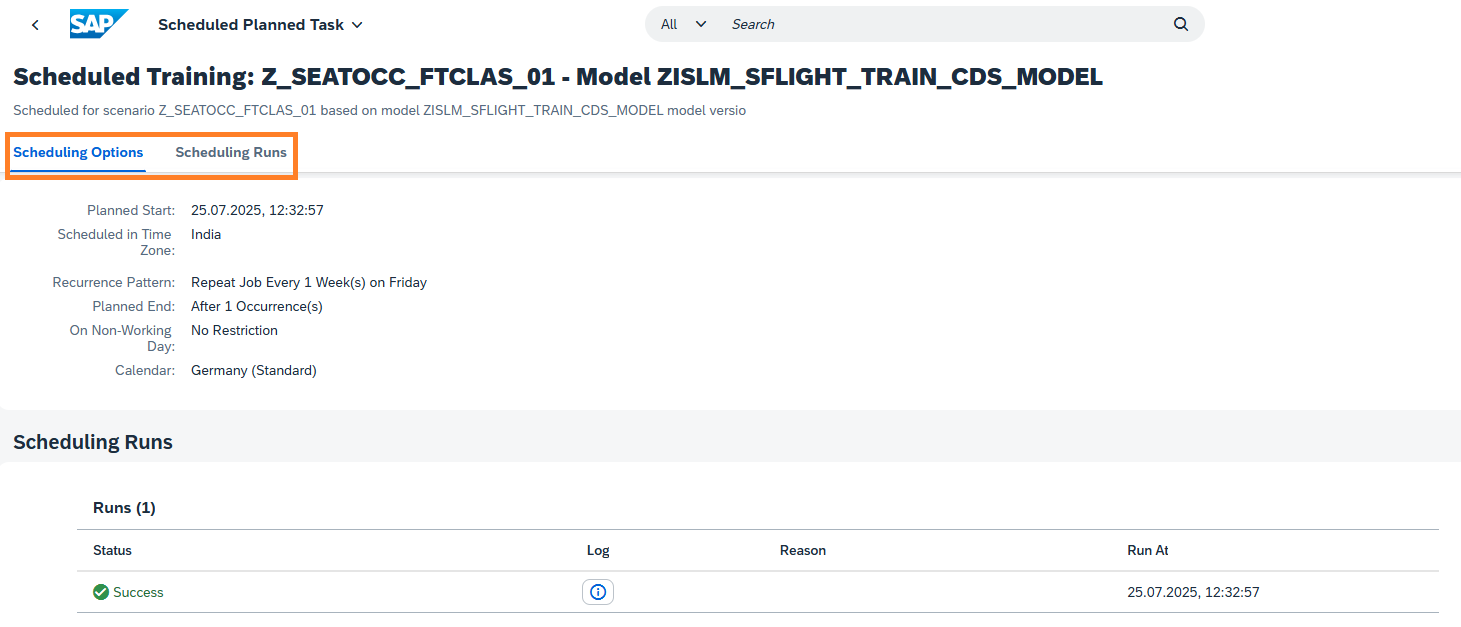 SAP Scheduled Planned Task All Search
Scheduled Training: Z_SEATOCC_FTCLAS_01 - Model ZISLM_SFLIGHT_TRAIN_CDS_MODEL
Scheduled for scenario Z_SEATOCC_FTCLAS_01 based on model ZISLM_SFLIGHT_TRAIN_CDS_MODEL model versio
Scheduling Options Scheduling Runs
Planned Start: 25.07.2025, 12:32:57
Scheduled in Time India
Zone:
Recurrence Pattern: Repeat Job Every 1 Week(s) on Friday
Planned End: After 1 Occurrence(s)
On Non-Working No Restriction
Day:
Calendar: Germany (Standard)
Scheduling Runs
Runs (1)
Status Log Reason Run At
Success 25.07.2025, 12:32:57